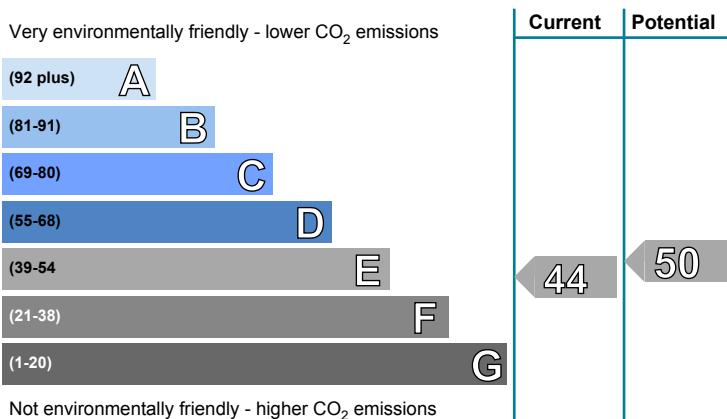 Current Potential
Very environmentally friendly - lower CO2 emissions
(92 plus) A
(81-91) B
(69-80) C
(55-68) D
(39-54 E
44 50
(21-38) F
(1-20) G
Not environmentally friendly - higher CO2 emissions